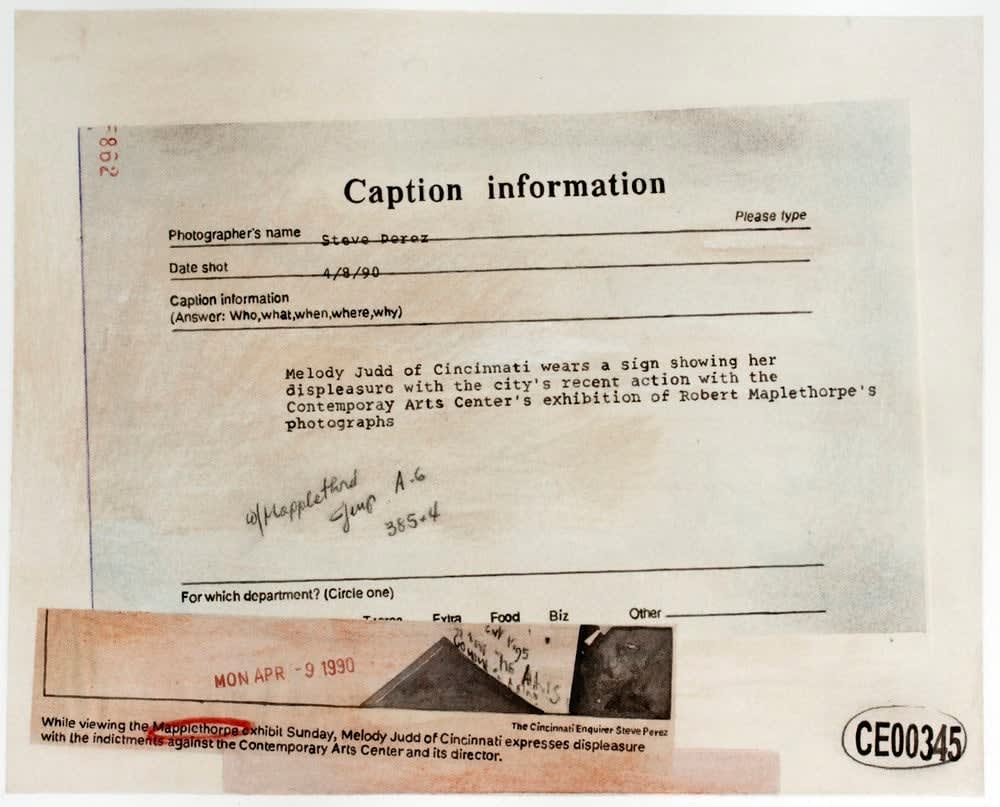 =862
Caption information
Please type
Photographer's name Steve Perez
Date shot 4/8/90
Caption information
(Answer: Who,what,when,where,why)
Melody Judd of Cincinnati wears a sign showing her
displeasure with the city's recent action with the
Contemporay Arts Center's exhibition of Robert Maplethorpe's
photographs
A-6
385-4
For which department? (Circle one)
Extra Food Biz Other
MON APR -9 1990
The Arts
The Cincinnati Enquirer Steve Perez
While viewing the Mapplethorpe exhibit Sunday, Melody Judd of Cincinnati expresses displeasure
with the indictments against the Contemporary Arts Center and its director.
CE00345